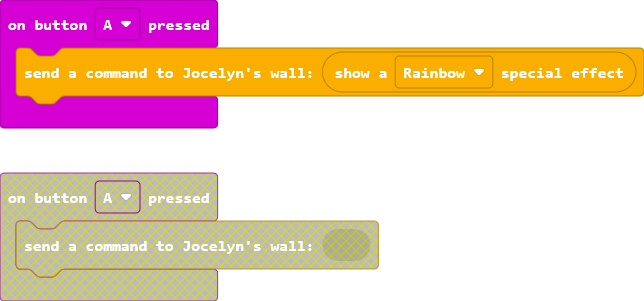 on button A pressed
send a command to Jocelyn's wall: show a Rainbow special effect
on button A pressed
send a command to Jocelyn's wall: